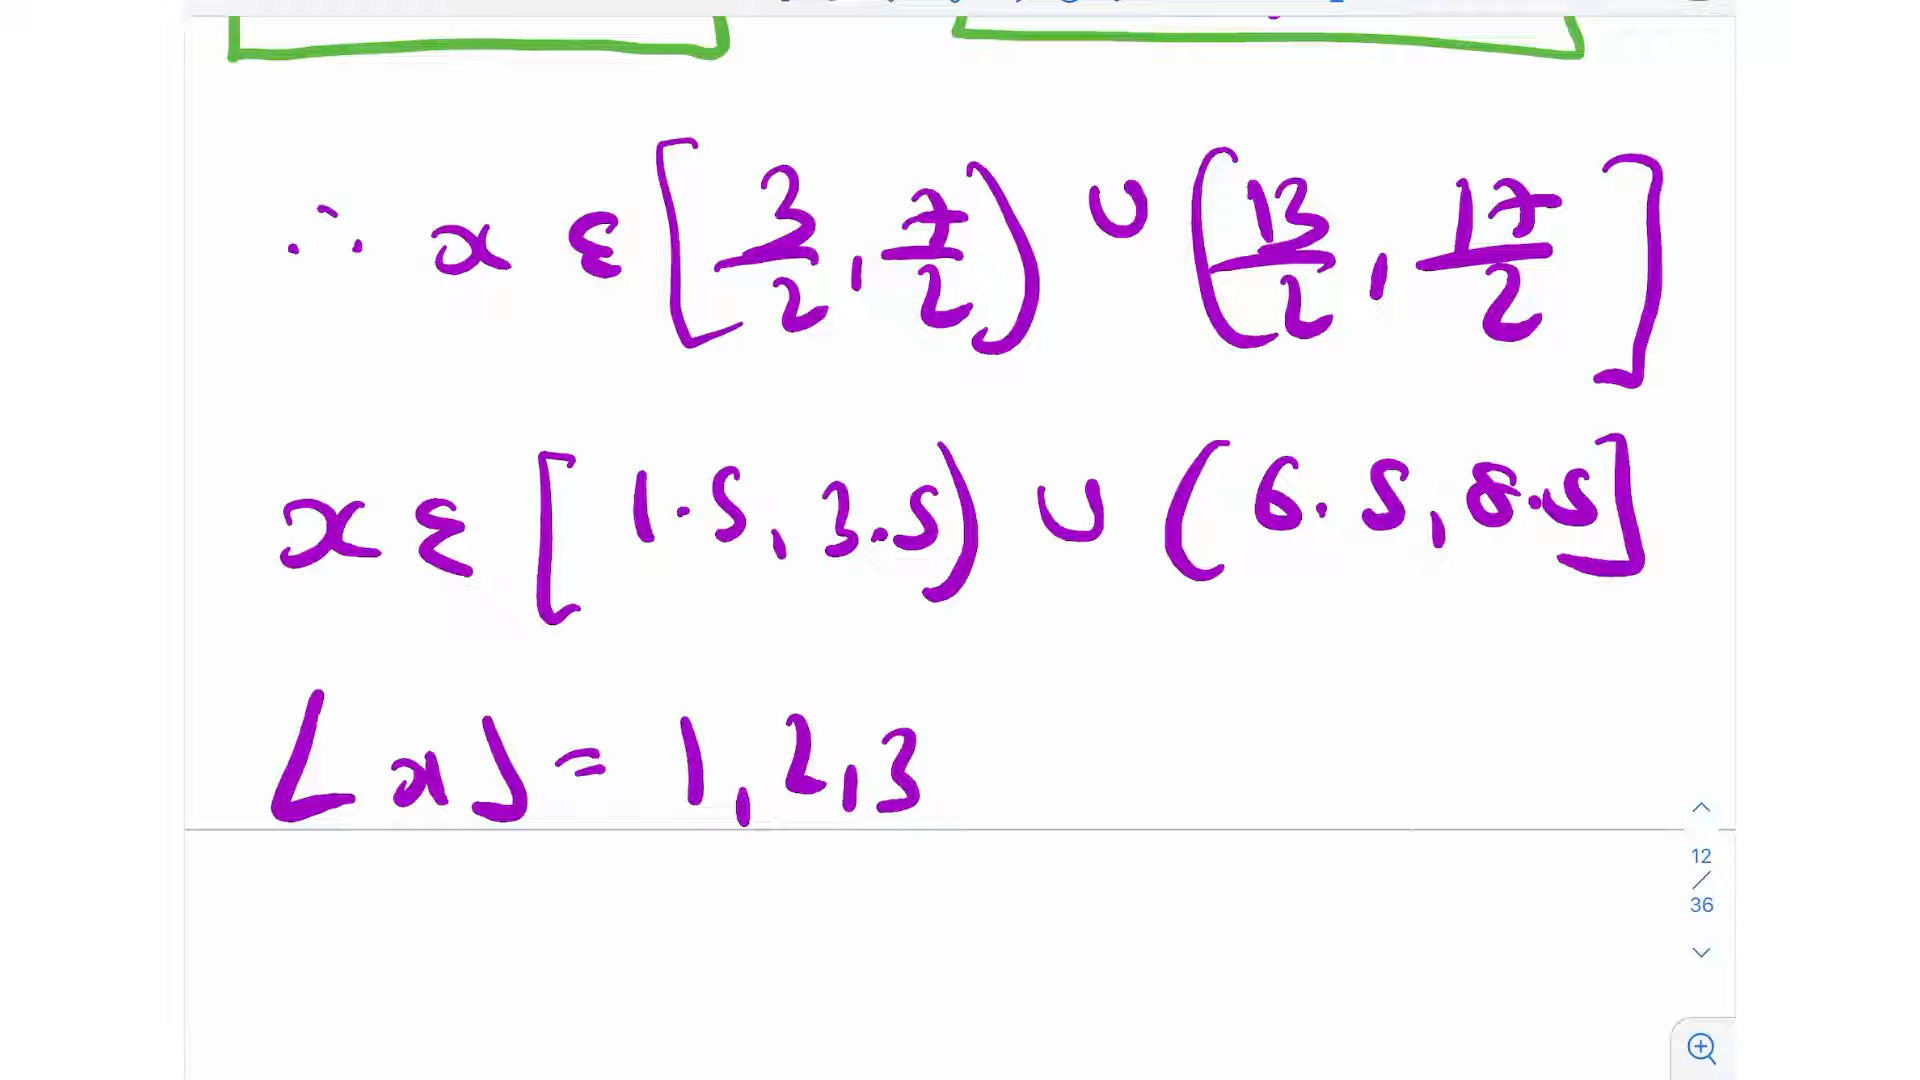 ∴ x ∈ [3/2, 7/2) ∪ (13/2, 17/2]
x ∈ [1.5, 3.5) ∪ (6.5, 8.5]
⌊x⌋ = 1, 2, 3
12
/
36